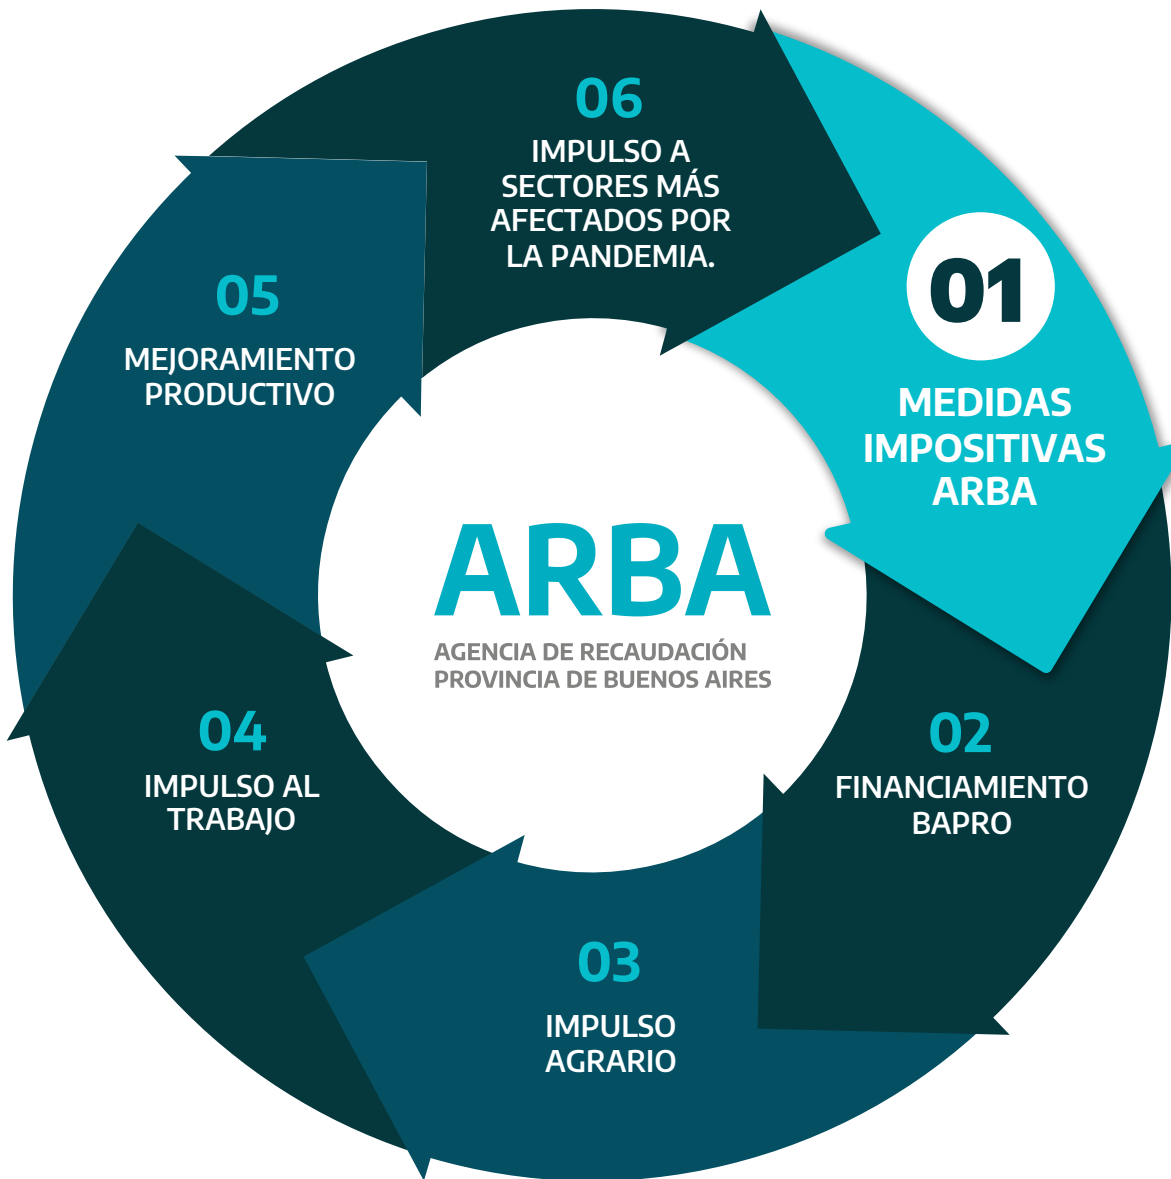 01
MEDIDAS
IMPOSITIVAS
ARBA
02
FINANCIAMIENTO
BAPRO
03
IMPULSO
AGRARIO
04
IMPULSO AL
TRABAJO
05
MEJORAMIENTO
PRODUCTIVO
06
IMPULSO A
SECTORES MÁS
AFECTADOS POR
LA PANDEMIA.
ARBA
AGENCIA DE RECAUDACIÓN
PROVINCIA DE BUENOS AIRES